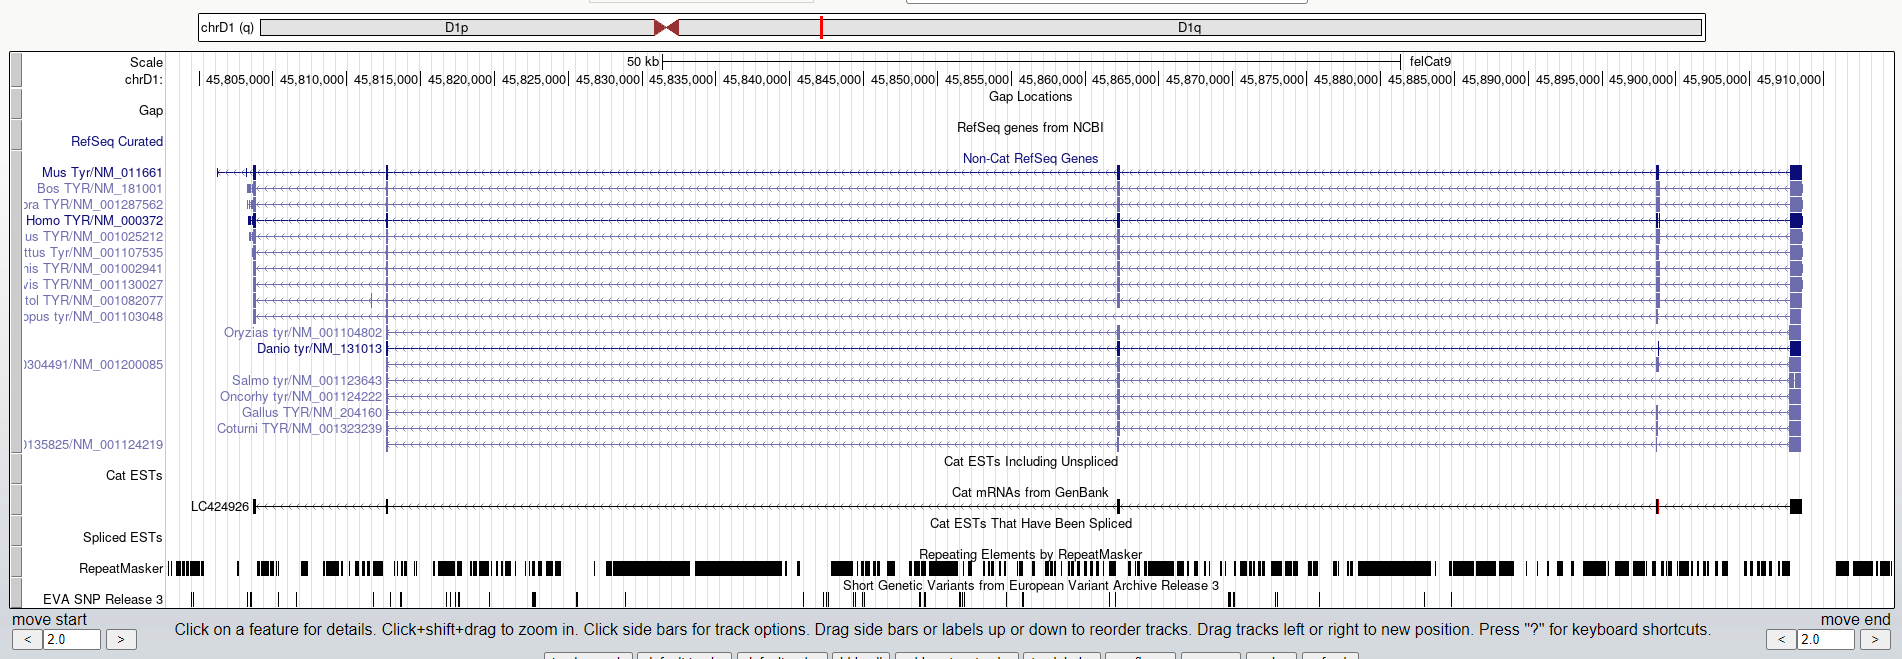 chrD1 (q) D1p D1q
Scale 50 kb felCat9
chrD1: 45,805,000 45,810,000 45,815,000 45,820,000 45,825,000 45,830,000 45,835,000 45,840,000 45,845,000 45,850,000 45,855,000 45,860,000 45,865,000 45,870,000 45,875,000 45,880,000 45,885,000 45,890,000 45,895,000 45,900,000 45,905,000 45,910,000
Gap Locations
Gap
RefSeq genes from NCBI
RefSeq Curated
Non-Cat RefSeq Genes
Mus Tyr/NM_011661
Bos TYR/NM_181001
ora TYR/NM_001287562
Homo TYR/NM_000372
us TYR/NM_001025212
ttus Tyr/NM_001107535
nis TYR/NM_001002941
vis TYR/NM_001130027
tol TYR/NM_001082077
opus tyr/NM_001103048
Oryzias tyr/NM_001104802
Danio tyr/NM_131013
0304491/NM_001200085
Salmo tyr/NM_001123643
Oncorhy tyr/NM_001124222
Gallus TYR/NM_204160
Coturni TYR/NM_001323239
0135825/NM_001124219
Cat ESTs Including Unspliced
Cat ESTs
Cat mRNAs from GenBank
LC424926
Cat ESTs That Have Been Spliced
Spliced ESTs
Repeating Elements by RepeatMasker
RepeatMasker
Short Genetic Variants from European Variant Archive Release 3
EVA SNP Release 3
move start
< 2.0 >
Click on a feature for details. Click+shift+drag to zoom in. Click side bars for track options. Drag side bars or labels up or down to reorder tracks. Drag tracks left or right to new position. Press "?" for keyboard shortcuts.
move end
< 2.0 >